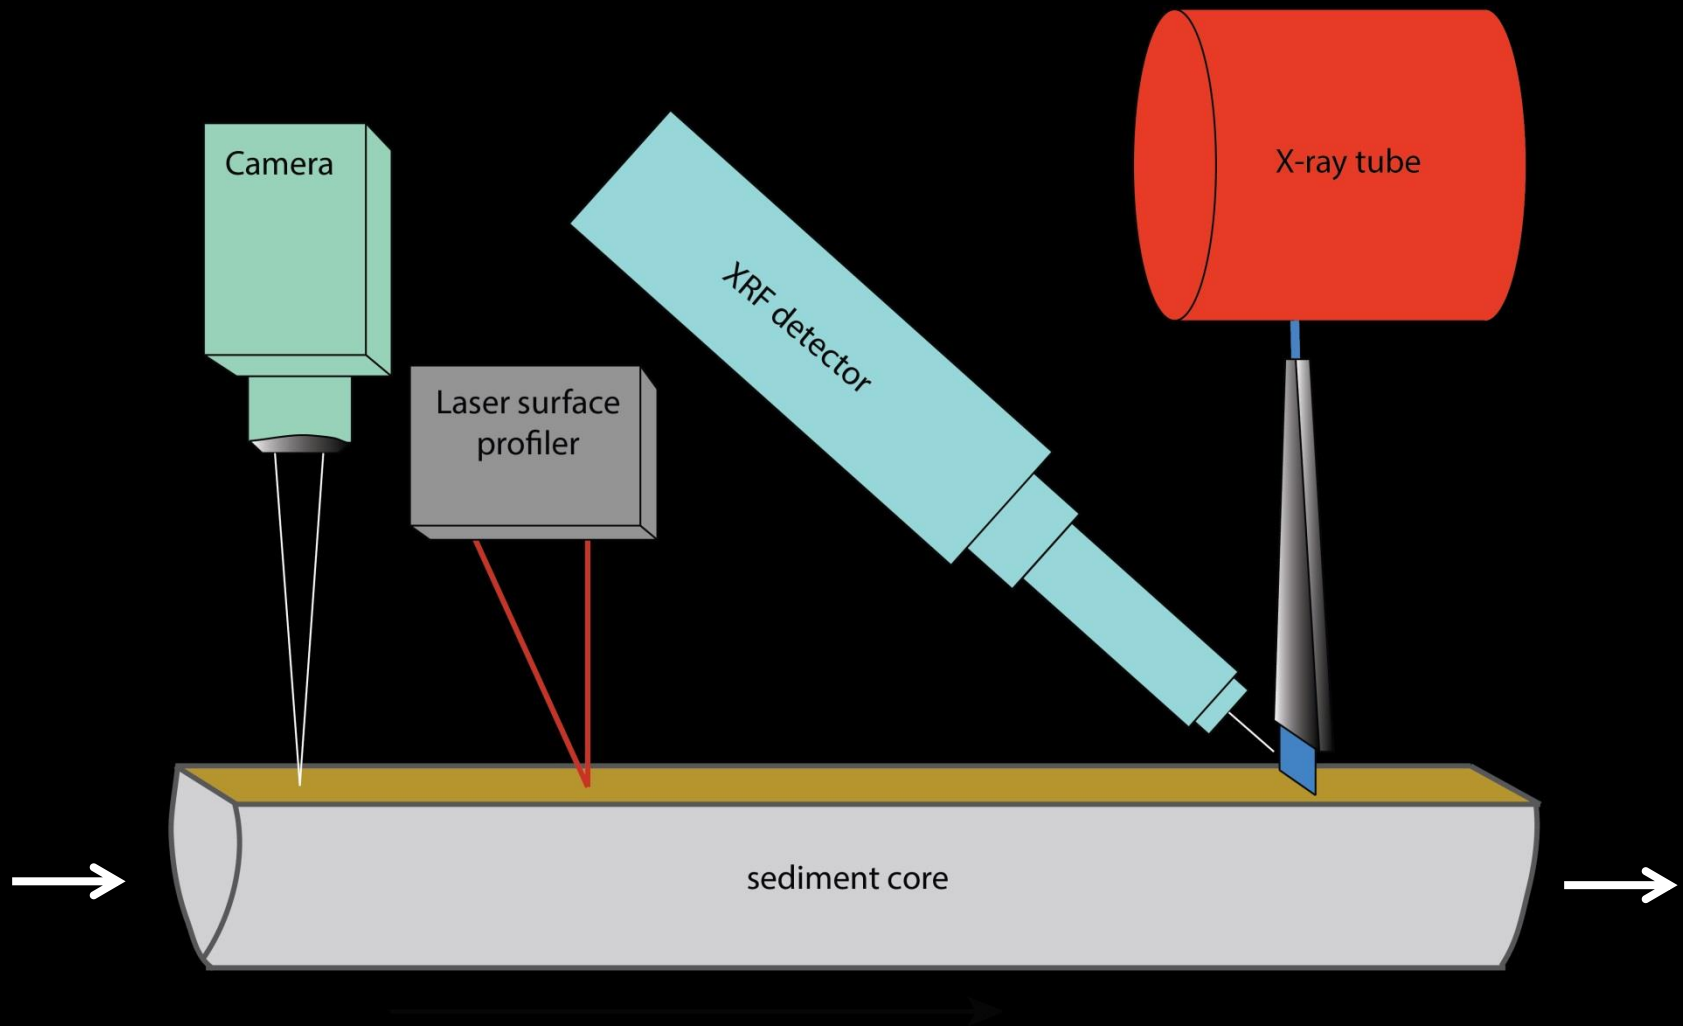 Camera
Laser surface
profiler
XRF detector
X-ray tube
sediment core